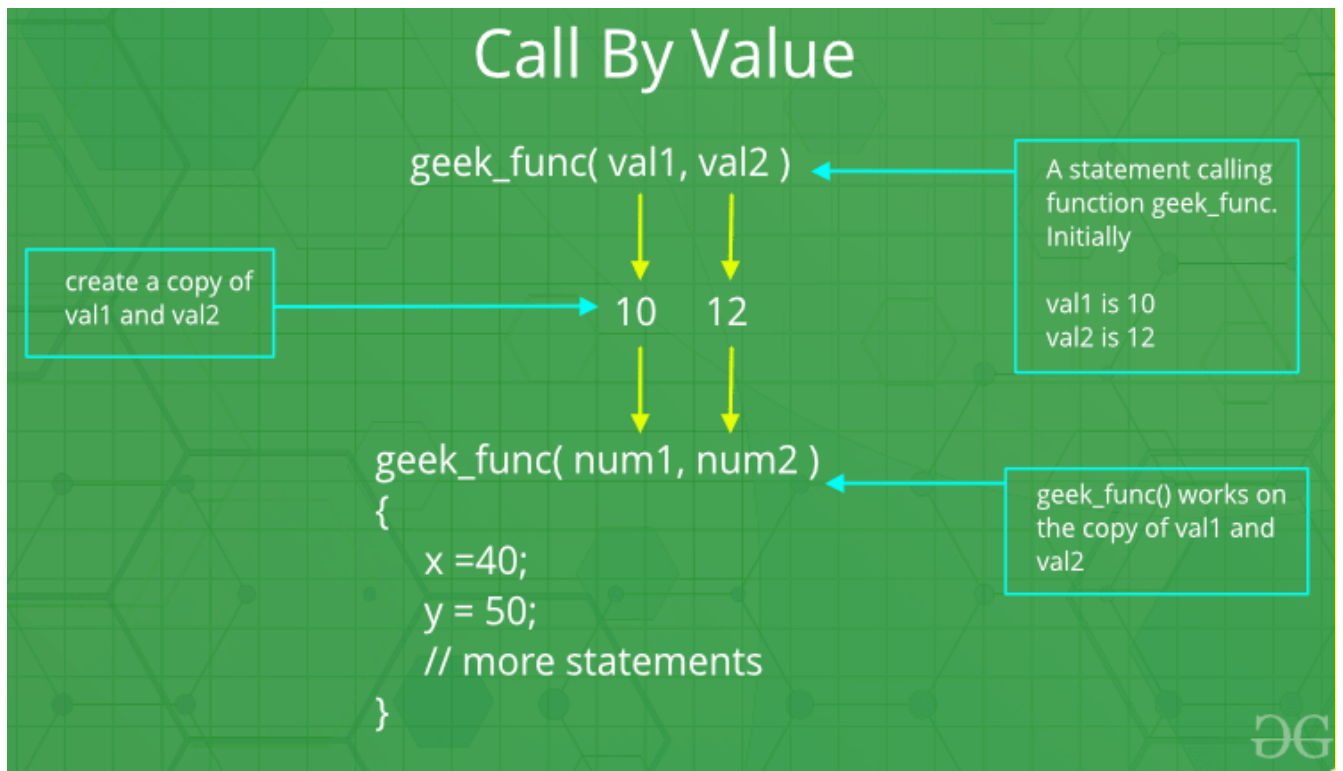 Call By Value
geek_func( val1, val2 )
A statement calling
function geek_func.
Initially
val1 is 10
val2 is 12
create a copy of
val1 and val2
10 12
geek_func( num1, num2 )
{
x =40;
y = 50;
// more statements
}
geek_func() works on
the copy of val1 and
val2
GG